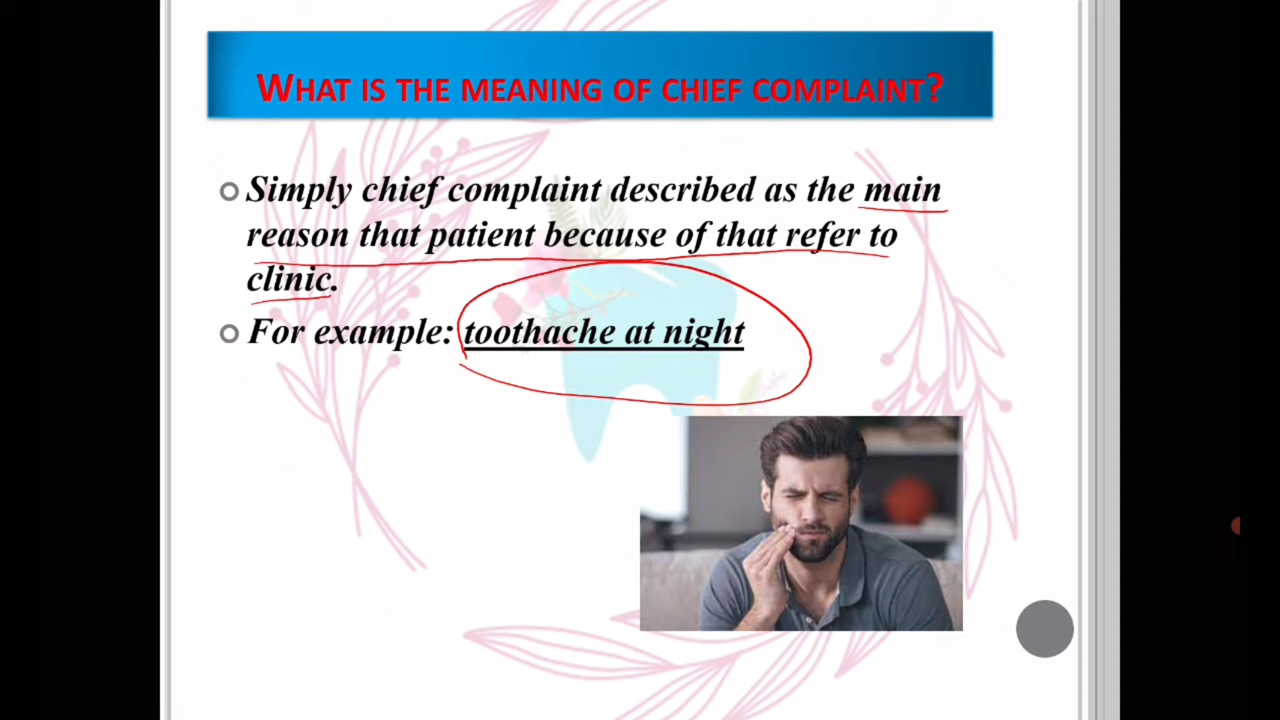 WHAT IS THE MEANING OF CHIEF COMPLAINT?
Simply chief complaint described as the main
reason that patient because of that refer to
clinic.
For example: toothache at night